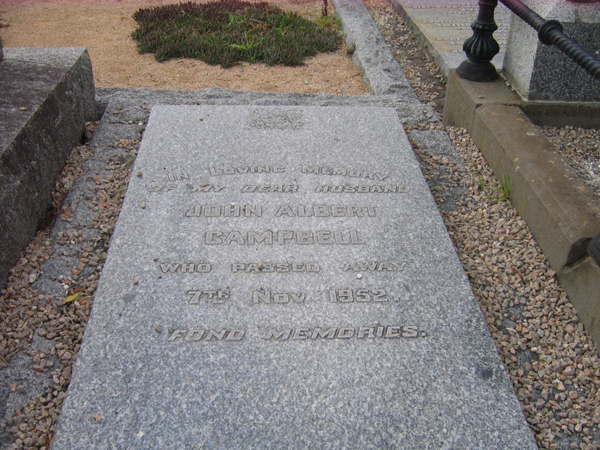 IN LOVING MEMORY
OF MY DEAR HUSBAND
JOHN ALBERT
CAMPBELL
WHO PASSED AWAY
7TH NOV. 1952.
FOND MEMORIES.